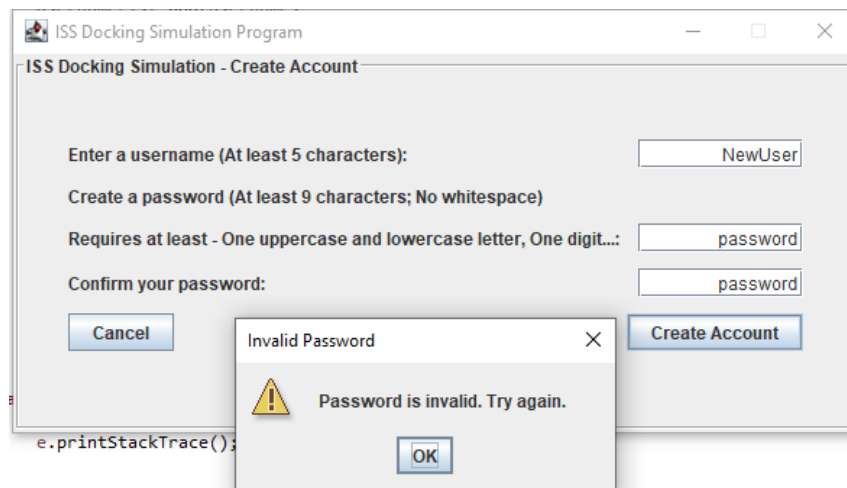 ISS Docking Simulation Program
ISS Docking Simulation - Create Account
Enter a username (At least 5 characters): NewUser
Create a password (At least 9 characters; No whitespace)
Requires at least - One uppercase and lowercase letter, One digit...: password
Confirm your password: password
Cancel
Create Account
Invalid Password
Password is invalid. Try again.
OK
e.printStackTrace();